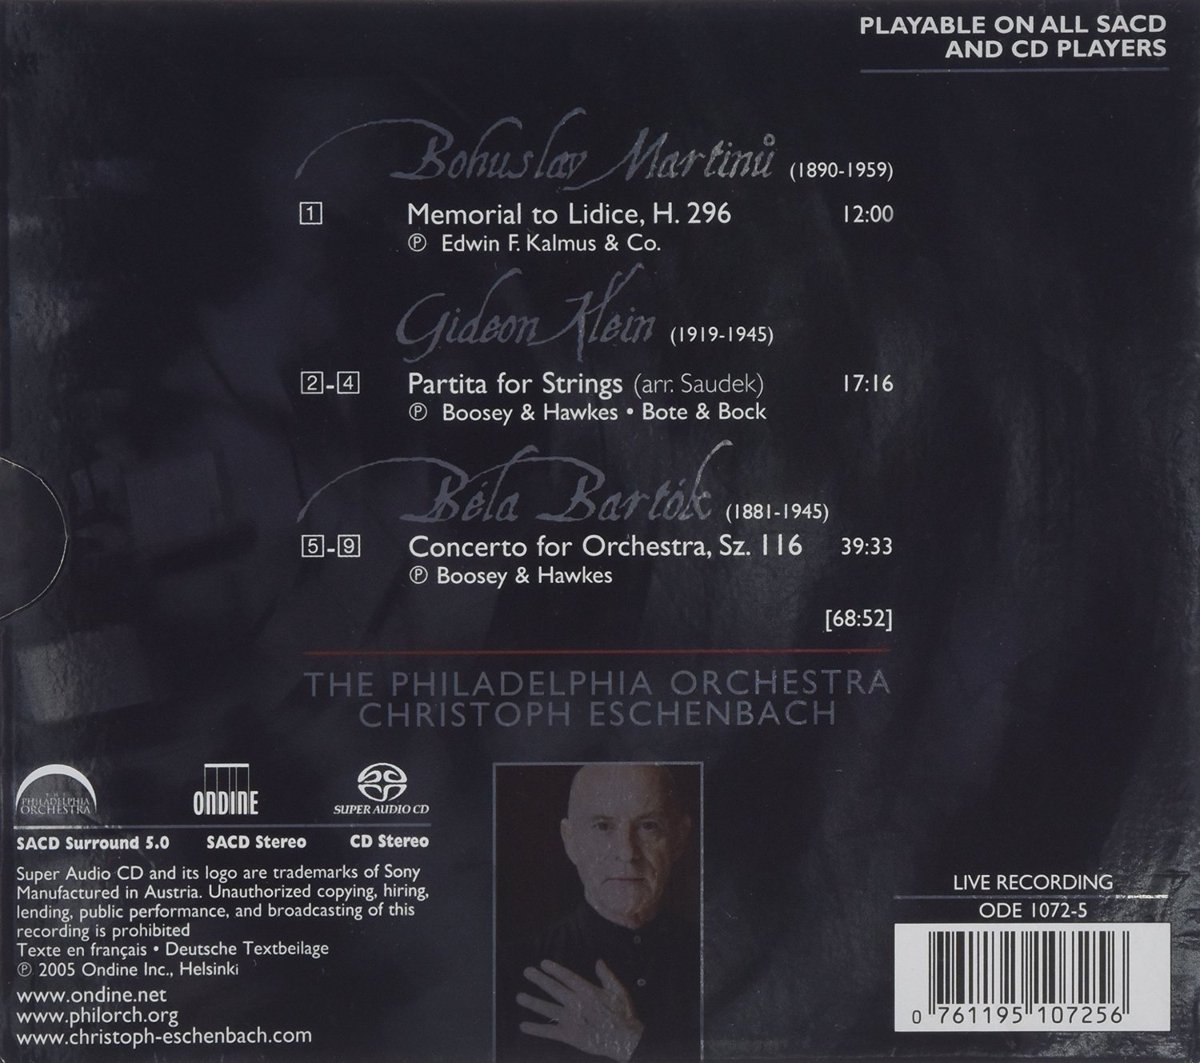 PLAYABLE ON ALL SACD
AND CD PLAYERS
Bohuslav Martinů (1890-1959)
1 Memorial to Lidice, H. 296 12:00
℗ Edwin F. Kalmus & Co.
Gideon Klein (1919-1945)
2-4 Partita for Strings (arr. Saudek) 17:16
℗ Boosey & Hawkes • Bote & Bock
Béla Bartók (1881-1945)
5-9 Concerto for Orchestra, Sz. 116 39:33
℗ Boosey & Hawkes
[68:52]
THE PHILADELPHIA ORCHESTRA
CHRISTOPH ESCHENBACH
THE
PHILADELPHIA
ORCHESTRA
ONDINE
SUPER AUDIO CD
SACD Surround 5.0 SACD Stereo CD Stereo
Super Audio CD and its logo are trademarks of Sony
Manufactured in Austria. Unauthorized copying, hiring,
lending, public performance, and broadcasting of this
recording is prohibited
Texte en français • Deutsche Textbeilage
℗ 2005 Ondine Inc., Helsinki
www.ondine.net
www.philorch.org
www.christoph-eschenbach.com
LIVE RECORDING
ODE 1072-5
0 761195 107256